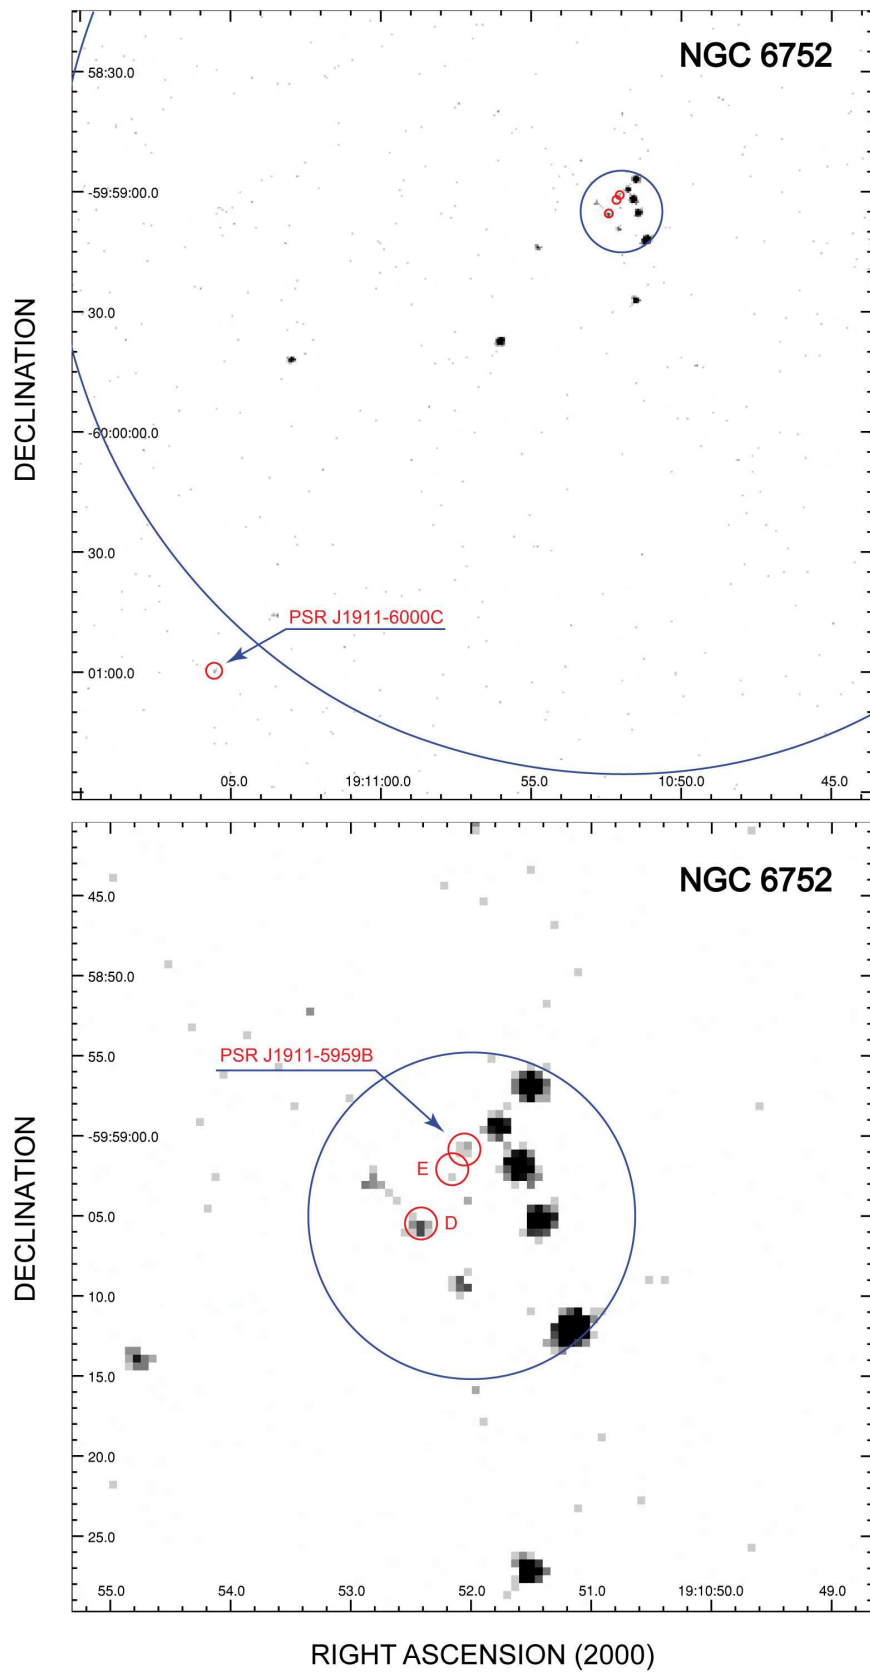 NGC 6752
58:30.0
-59:59:00.0
30.0
-60:00:00.0
30.0
PSR J1911-6000C
01:00.0
05.0 19:11:00.0 55.0 10:50.0 45.0
DECLINATION
NGC 6752
45.0
58:50.0
55.0
PSR J1911-5959B
-59:59:00.0
E
05.0
D
10.0
15.0
20.0
25.0
55.0 54.0 53.0 52.0 51.0 19:10:50.0 49.0
DECLINATION
RIGHT ASCENSION (2000)